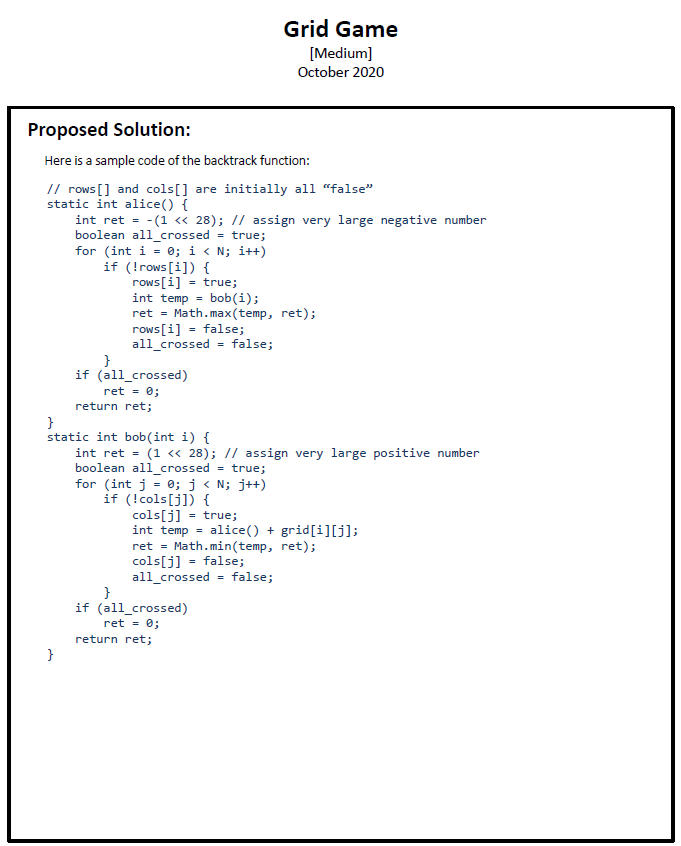 Grid Game
[Medium]
October 2020
Proposed Solution:
Here is a sample code of the backtrack function:
// rows[] and cols[] are initially all “false”
static int alice() {
    int ret = -(1 << 28); // assign very large negative number
    boolean all_crossed = true;
    for (int i = 0; i < N; i++)
        if (!rows[i]) {
            rows[i] = true;
            int temp = bob(i);
            ret = Math.max(temp, ret);
            rows[i] = false;
            all_crossed = false;
        }
    if (all_crossed)
        ret = 0;
    return ret;
}
static int bob(int i) {
    int ret = (1 << 28); // assign very large positive number
    boolean all_crossed = true;
    for (int j = 0; j < N; j++)
        if (!cols[j]) {
            cols[j] = true;
            int temp = alice() + grid[i][j];
            ret = Math.min(temp, ret);
            cols[j] = false;
            all_crossed = false;
        }
    if (all_crossed)
        ret = 0;
    return ret;
}